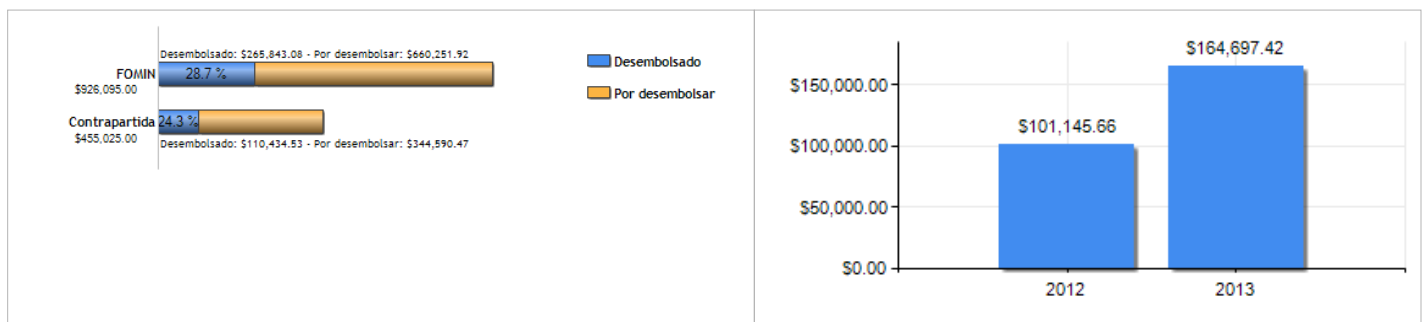 Desembolsado: $265,843.08 - Por desembolsar: $660,251.92
FOMIN
28.7 %
$926,095.00
Contrapartida
24.3 %
$455,025.00
Desembolsado: $110,434.53 - Por desembolsar: $344,590.47
Desembolsado
Por desembolsar
$164,697.42
$150,000.00
$101,145.66
$100,000.00
$50,000.00
$0.00
2012
2013